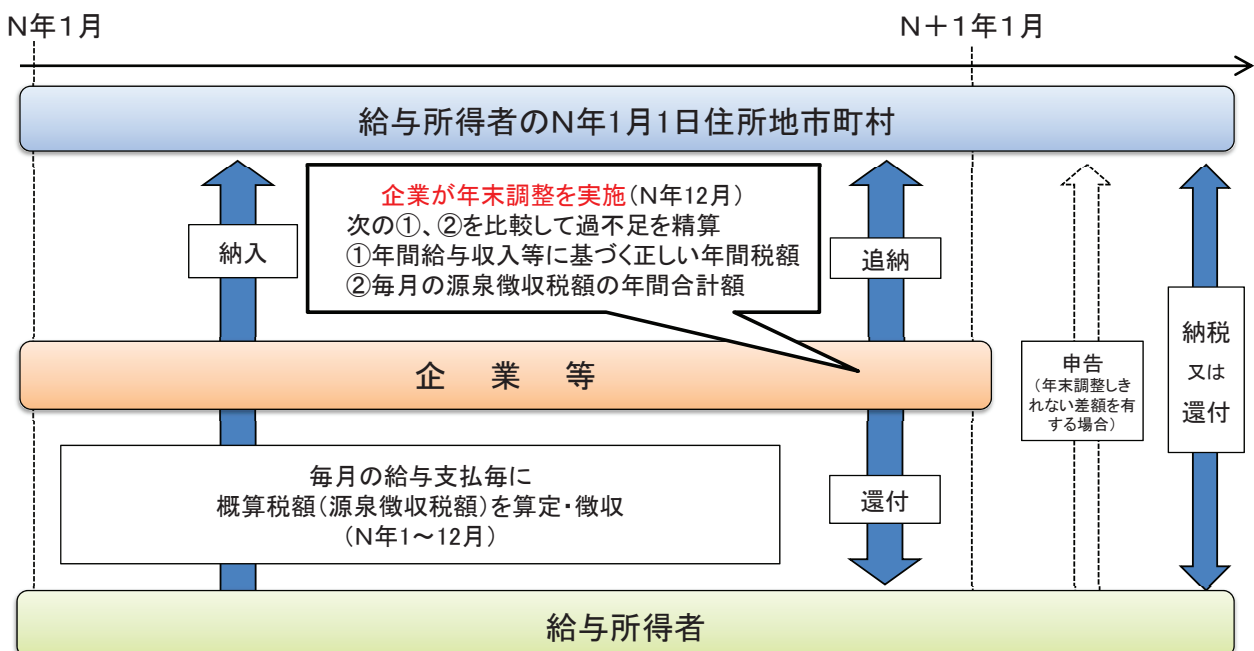 N年1月
N+1年1月
給与所得者のN年1月1日住所地市町村
企業が年末調整を実施(N年12月)
次の①、②を比較して過不足を精算
①年間給与収入等に基づく正しい年間税額
②毎月の源泉徴収税額の年間合計額
納入
追納
納税
又は
還付
企 業 等
申告
(年末調整しき
れない差額を有
する場合)
毎月の給与支払毎に
概算税額(源泉徴収税額)を算定・徴収
(N年1~12月)
還付
給与所得者